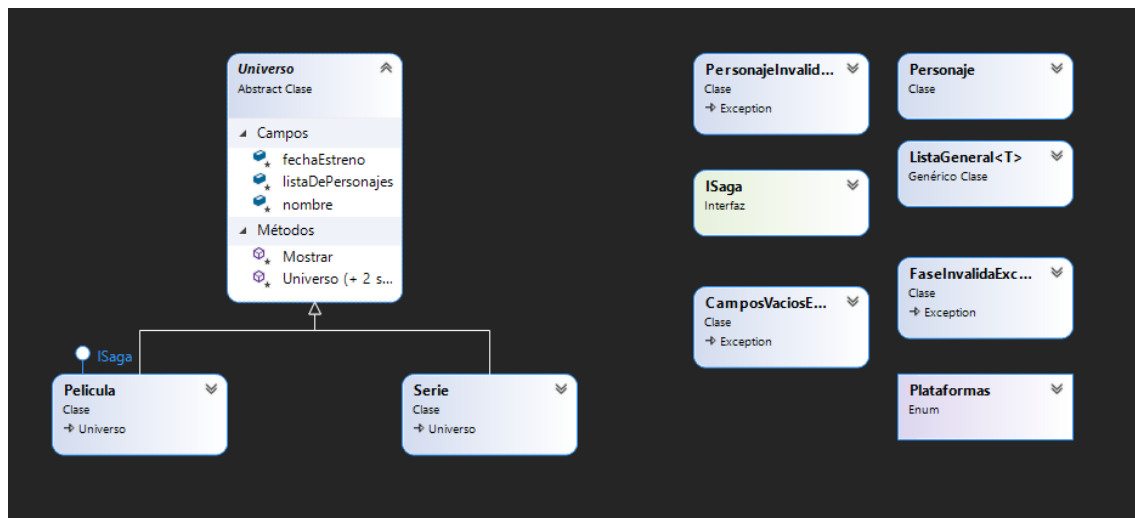 Universo
Abstract Clase
Campos
fechaEstreno
listaDePersonajes
nombre
Métodos
Mostrar
Universo (+ 2 s...
ISaga
Pelicula
Clase
Universo
Serie
Clase
Universo
PersonajeInvalid...
Clase
Exception
ISaga
Interfaz
CamposVaciosE...
Clase
Exception
Personaje
Clase
ListaGeneral<T>
Genérico Clase
FaseInvalidaExc...
Clase
Exception
Plataformas
Enum